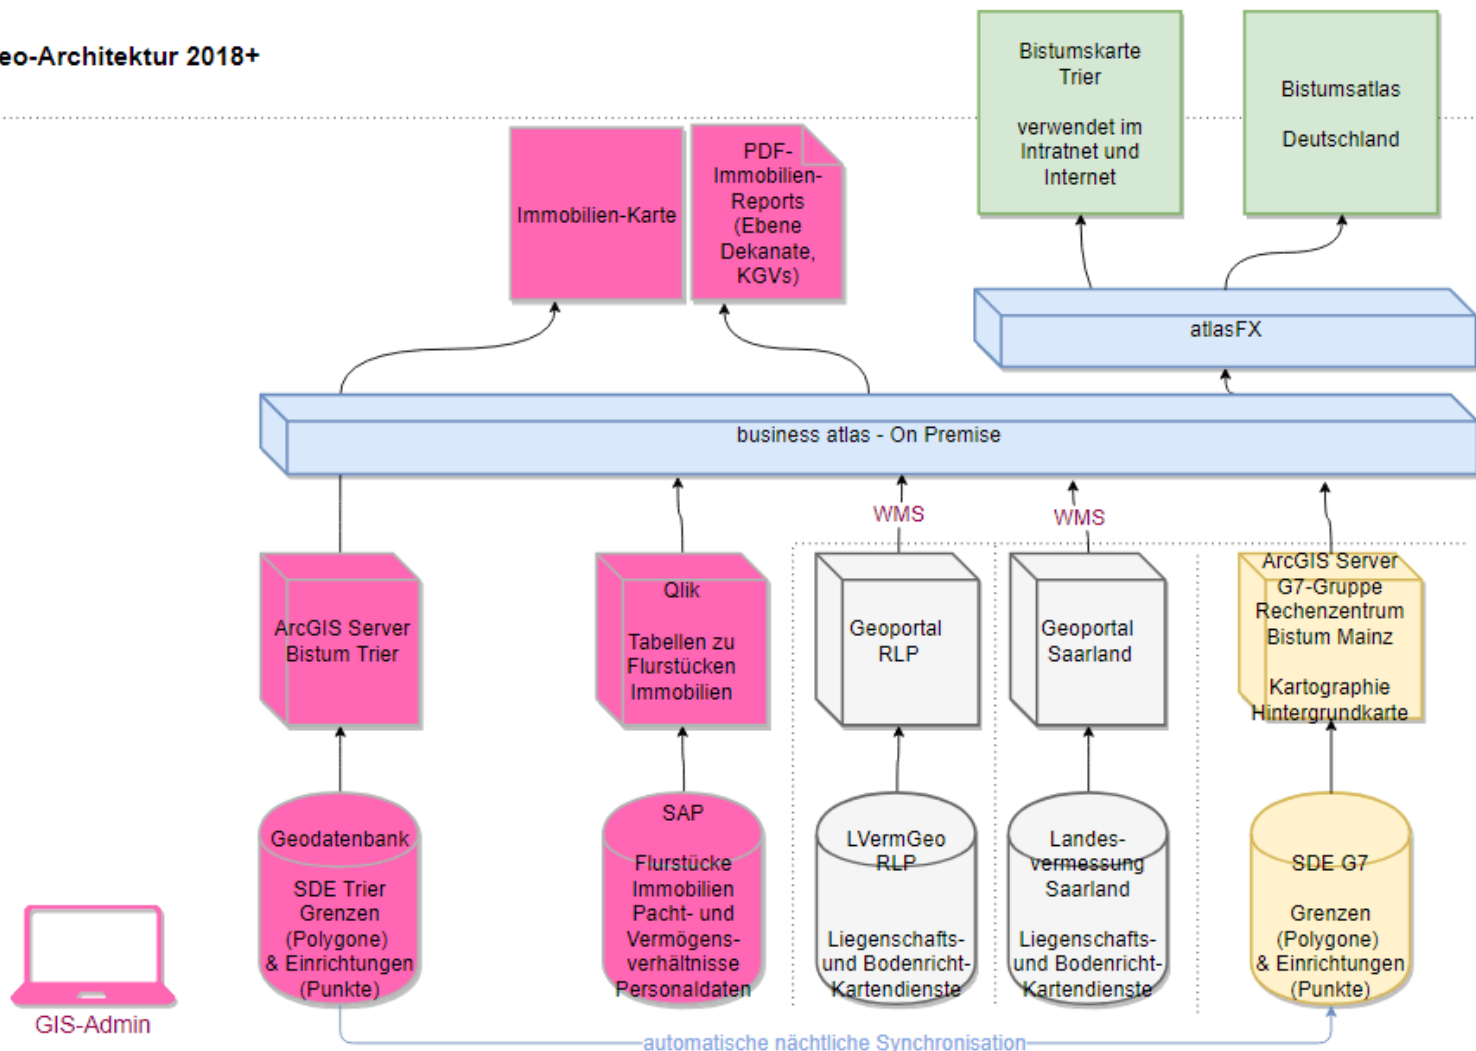 eo-Architektur 2018+
Bistumskarte
Trier
verwendet im
Intratnet und
Internet
Bistumsatlas
Deutschland
Immobilien-Karte
PDF-
Immobilien-
Reports
(Ebene
Dekanate,
KGVs)
atlasFX
business atlas - On Premise
WMS
WMS
ArcGIS Server
Bistum Trier
Qlik
Tabellen zu
Flurstücken
Immobilien
Geoportal
RLP
Geoportal
Saarland
ArcGIS Server
G7-Gruppe
Rechenzentrum
Bistum Mainz
Kartographie
Hintergrundkarte
Geodatenbank
SDE Trier
Grenzen
(Polygone)
& Einrichtungen
(Punkte)
SAP
Flurstücke
Immobilien
Pacht- und
Vermögens-
verhältnisse
Personaldaten
LVermGeo
RLP
Liegenschafts-
und Bodenricht-
Kartendienste
Landes-
vermessung
Saarland
Liegenschafts-
und Bodenricht-
Kartendienste
SDE G7
Grenzen
(Polygone)
& Einrichtungen
(Punkte)
GIS-Admin
automatische nächtliche Synchronisation